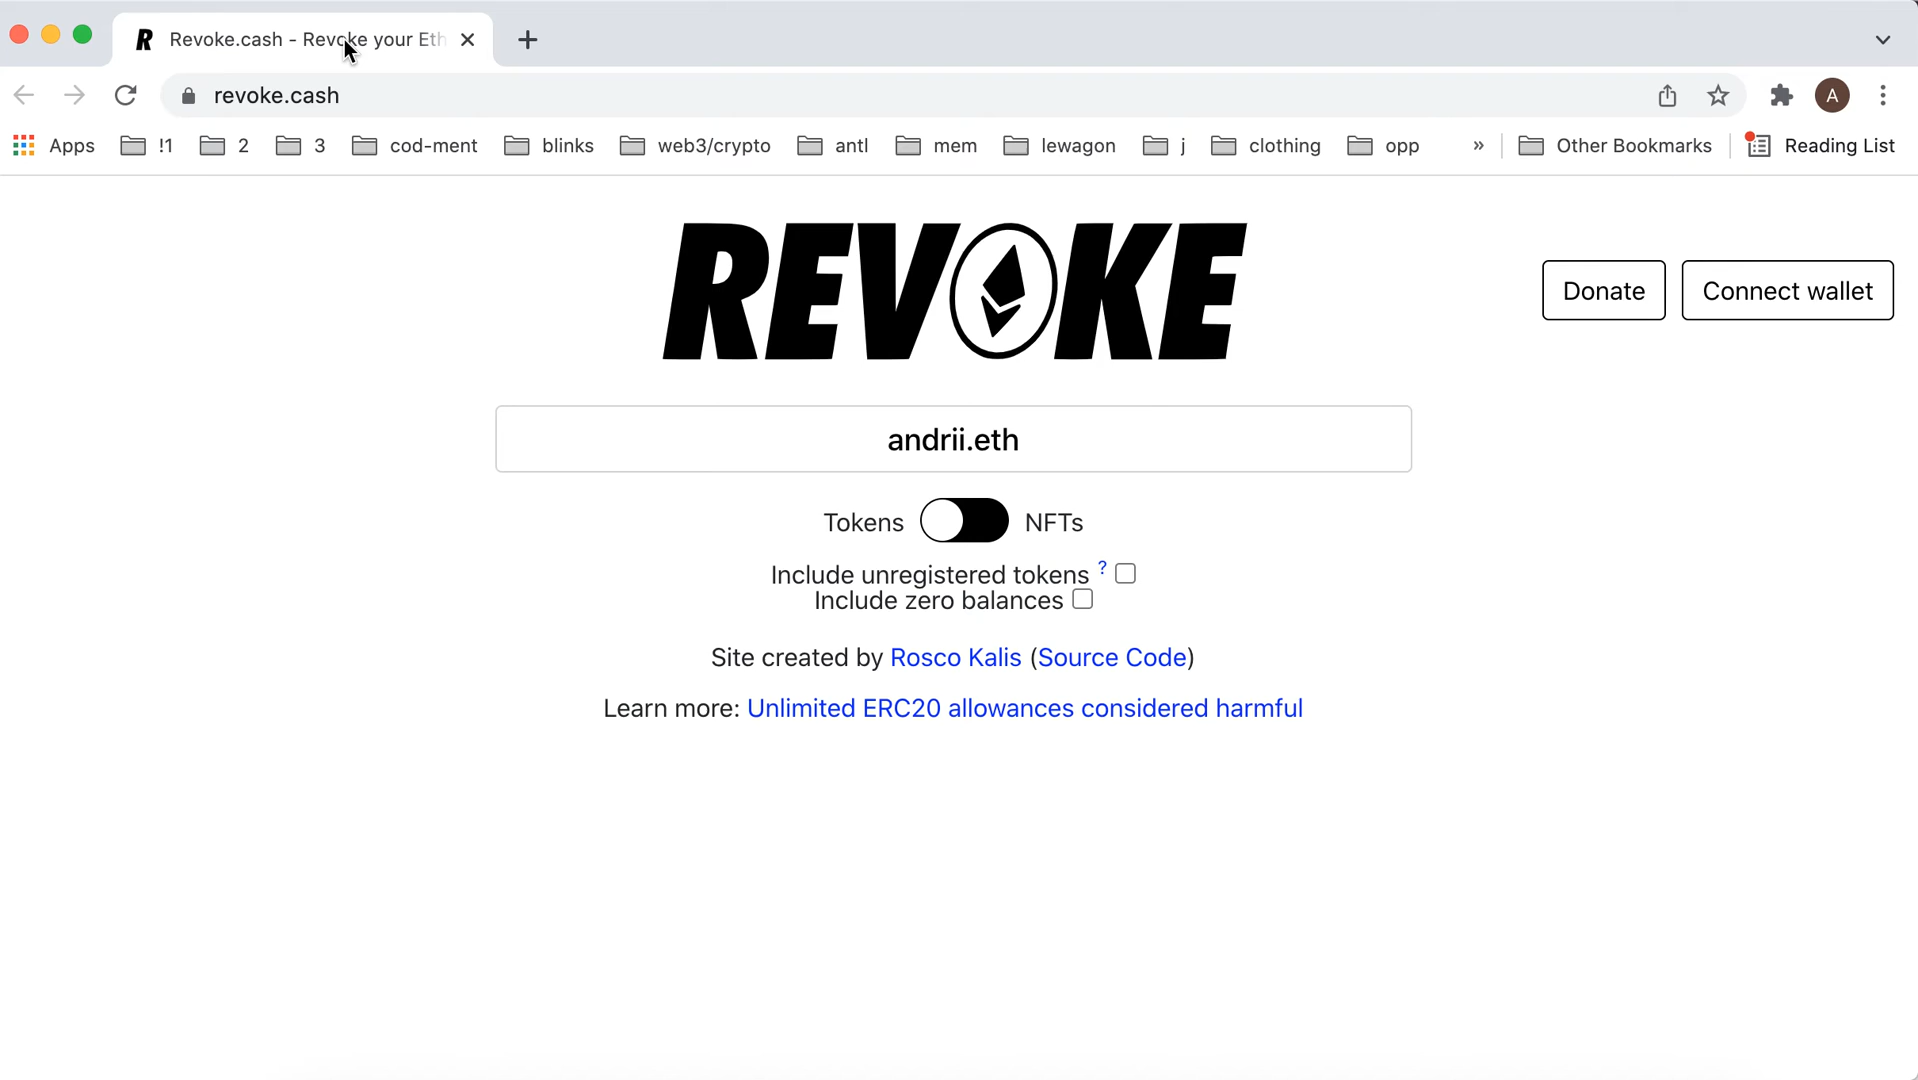 Revoke.cash - Revoke your Eth
revoke.cash
A
Apps !1 2 3 cod-ment blinks web3/crypto antl mem lewagon j clothing opp » Other Bookmarks Reading List
REVOKE
Donate
Connect wallet
andrii.eth
Tokens NFTs
Include unregistered tokens ?
Include zero balances
Site created by Rosco Kalis (Source Code)
Learn more: Unlimited ERC20 allowances considered harmful